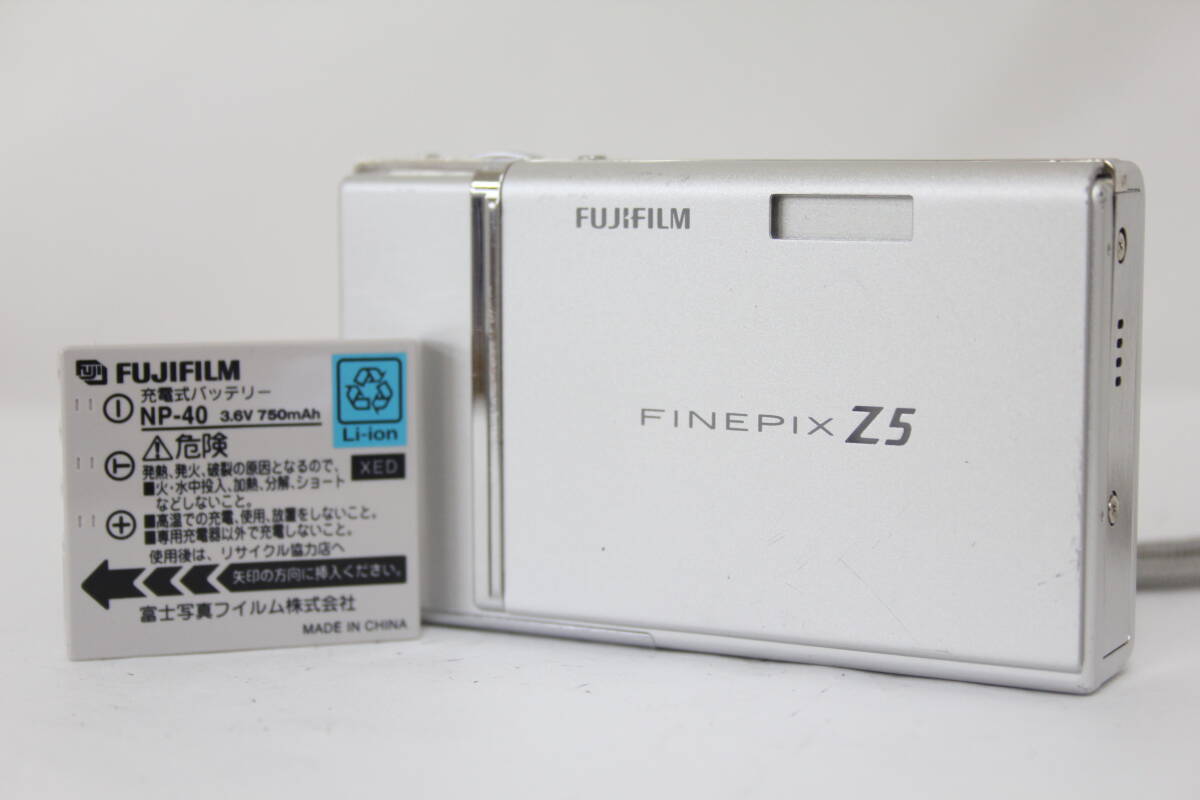 FUJIFILM
FINEPIX Z5
FUJIFILM
充電式バッテリー
NP-40 3.6V 750mAh
Li-ion
危険
XED
発熱、発火、破裂の原因となるので、
■火・水中投入、加熱、分解、ショート
などしないこと。
■高温での充電、使用、放置をしないこと。
■専用充電器以外で充電しないこと。
使用後は、リサイクル協力店へ
矢印の方向に挿入ください。
富士写真フイルム株式会社
MADE IN CHINA